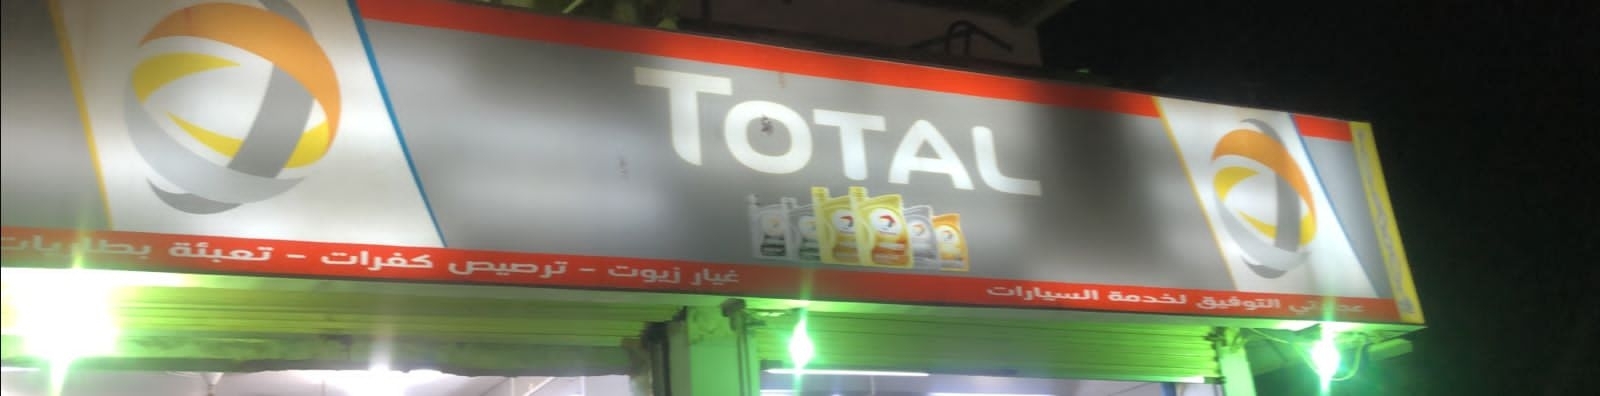 TOTAL
غيار زيوت - ترصيص كفرات - تعبئة بطاريات
التوفيق لخدمة السيارات